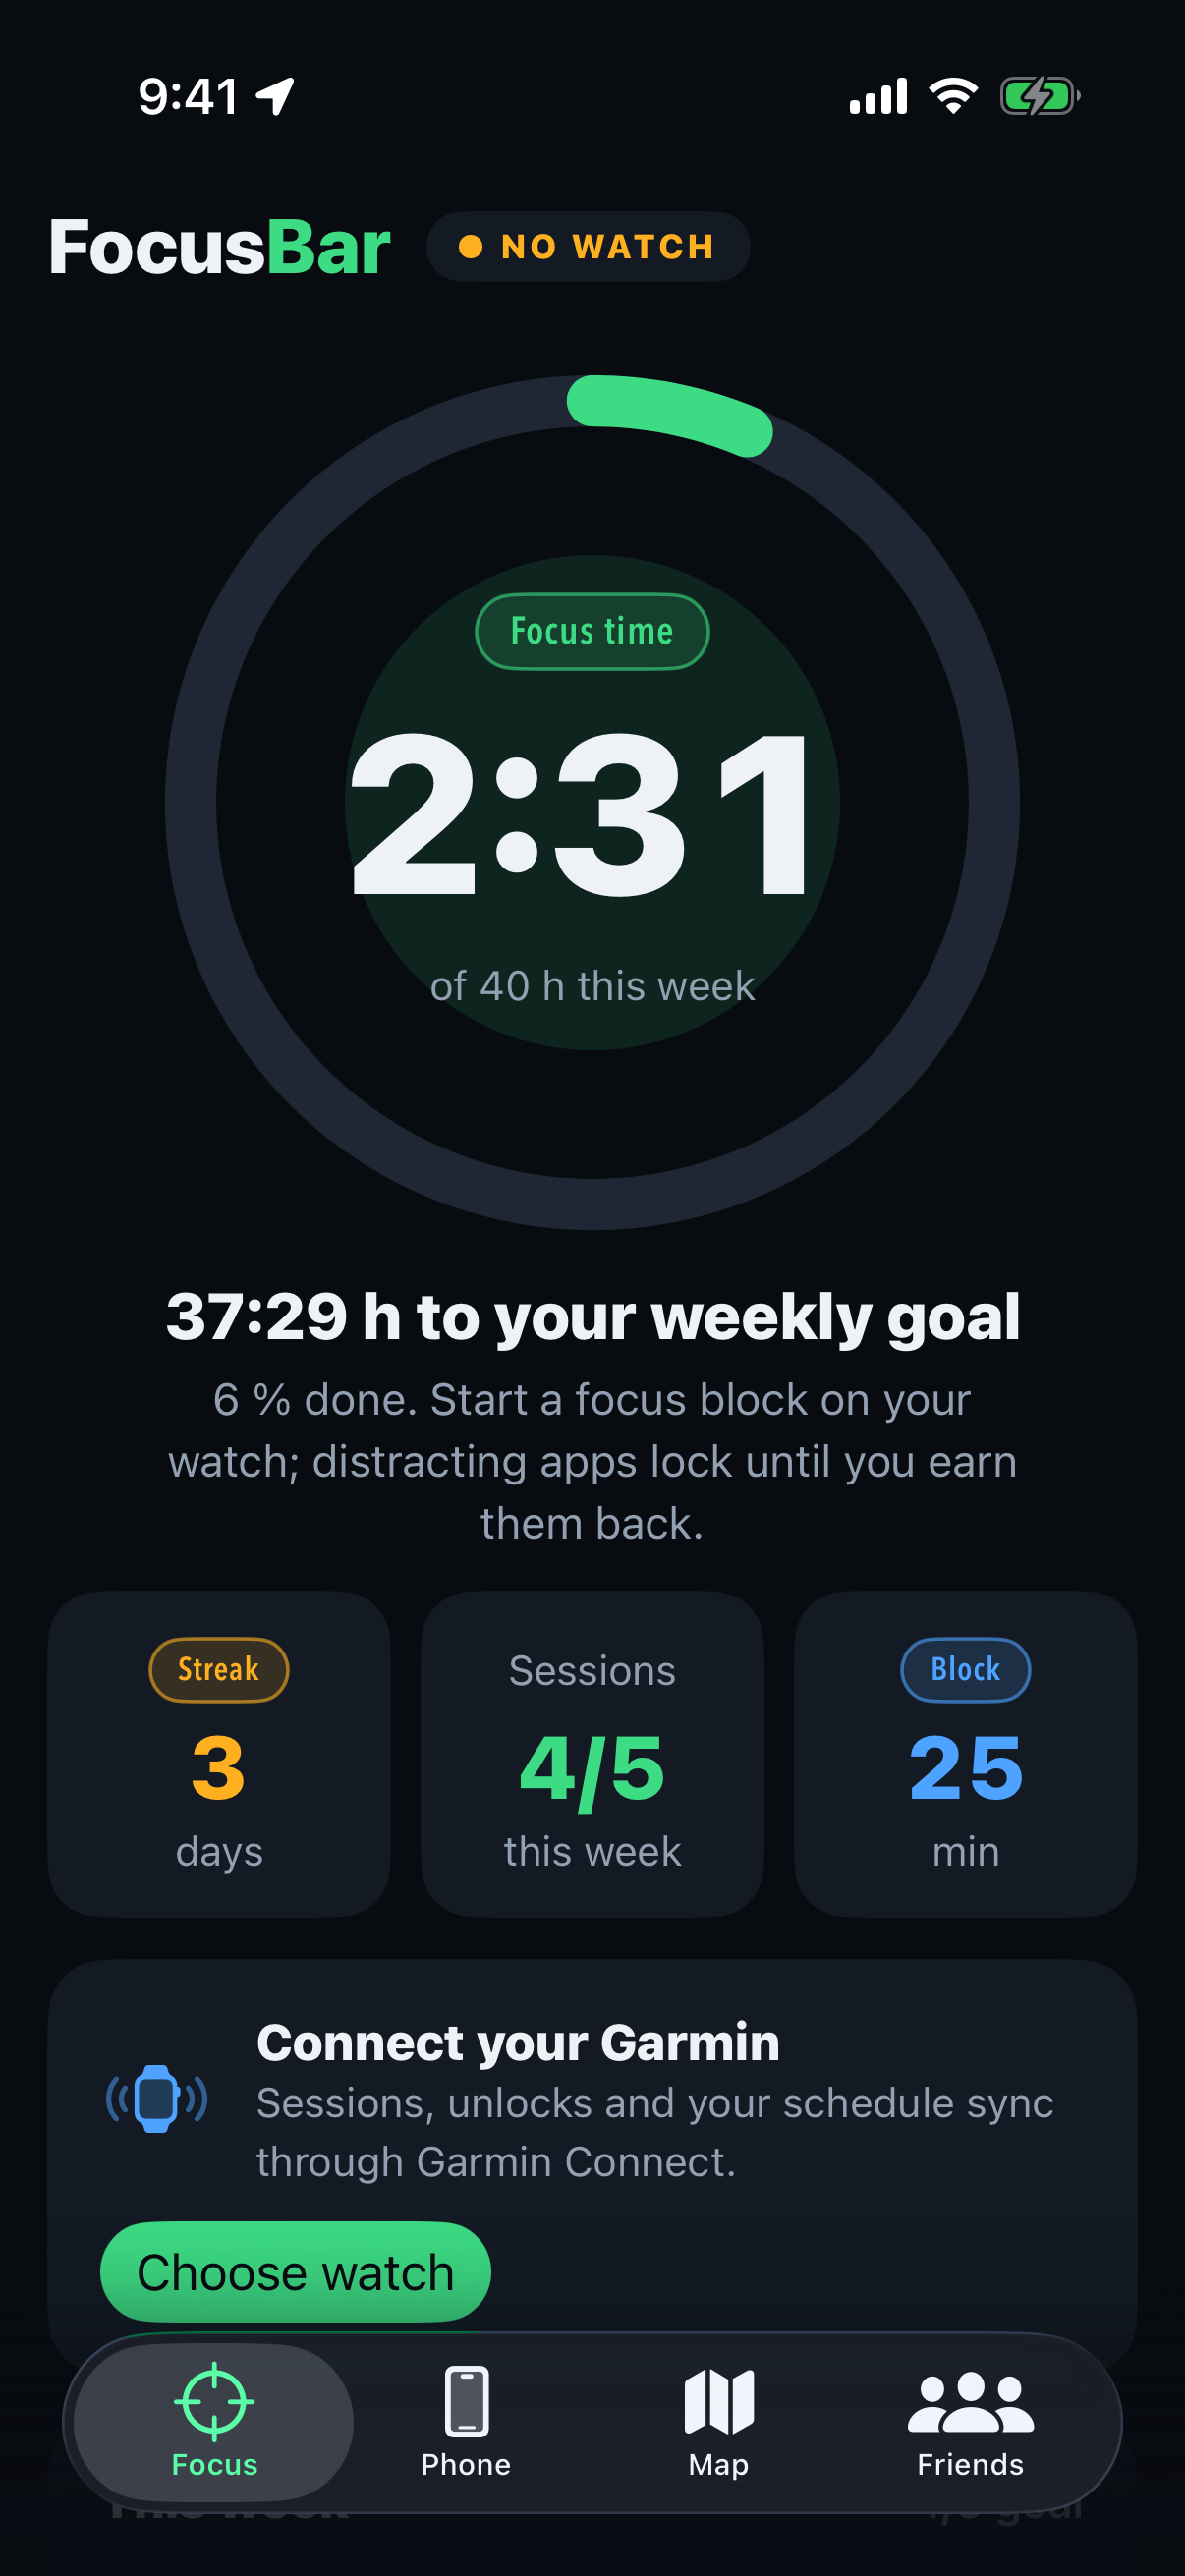 9:41
FocusBar
NO WATCH
Focus time
2:31
of 40 h this week
37:29 h to your weekly goal
6 % done. Start a focus block on your
watch; distracting apps lock until you earn
them back.
Streak
3
days
Sessions
4/5
this week
Block
25
min
Connect your Garmin
Sessions, unlocks and your schedule sync
through Garmin Connect.
Choose watch
Focus
Phone
Map
Friends
This week
goal